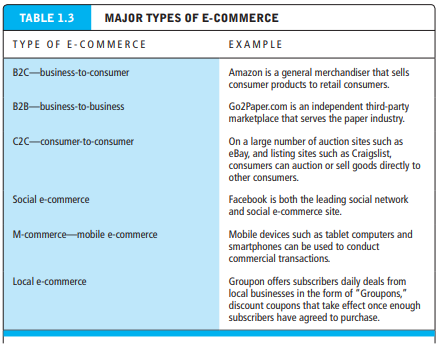 TABLE 1.3 MAJOR TYPES OF E-COMMERCE
TYPE OF E-COMMERCE EXAMPLE
B2C—business-to-consumer Amazon is a general merchandiser that sells
consumer products to retail consumers.
B2B—business-to-business Go2Paper.com is an independent third-party
marketplace that serves the paper industry.
C2C—consumer-to-consumer On a large number of auction sites such as
eBay, and listing sites such as Craigslist,
consumers can auction or sell goods directly to
other consumers.
Social e-commerce Facebook is both the leading social network
and social e-commerce site.
M-commerce—mobile e-commerce Mobile devices such as tablet computers and
smartphones can be used to conduct
commercial transactions.
Local e-commerce Groupon offers subscribers daily deals from
local businesses in the form of “Groupons,”
discount coupons that take effect once enough
subscribers have agreed to purchase.